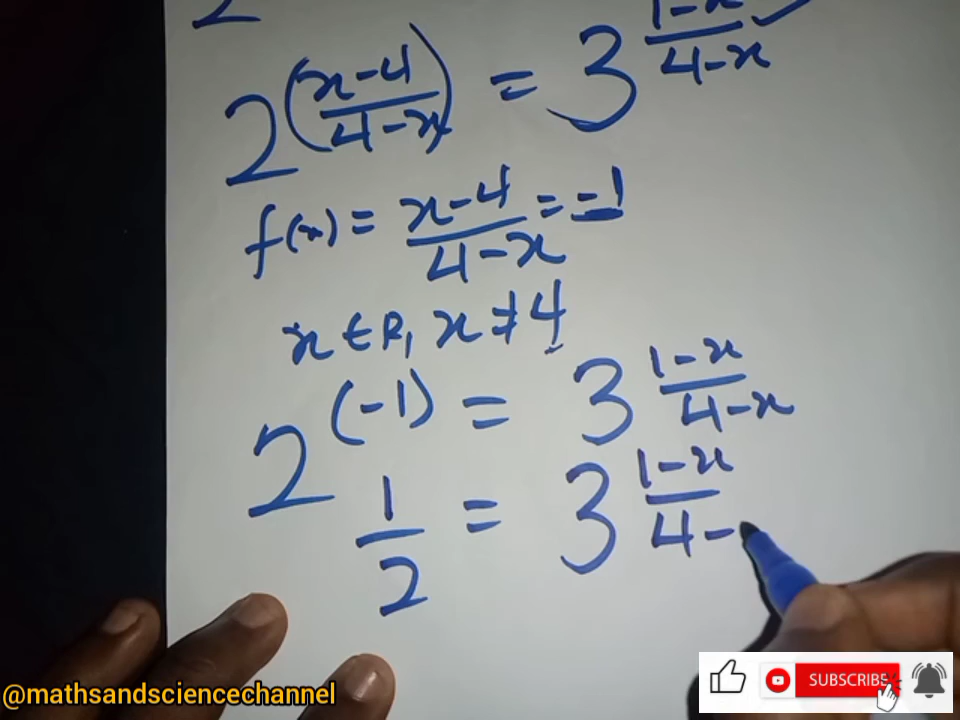 2
2^((x-4)/(4-x)) = 3^((1-x)/(4-x))
f(x) = (x-4)/(4-x) = -1
x ∈ R, x ≠ 4
2^(-1) = 3^((1-x)/(4-x))
1/2 = 3^((1-x)/(4-
SUBSCRIBE
@mathsandsciencechannel